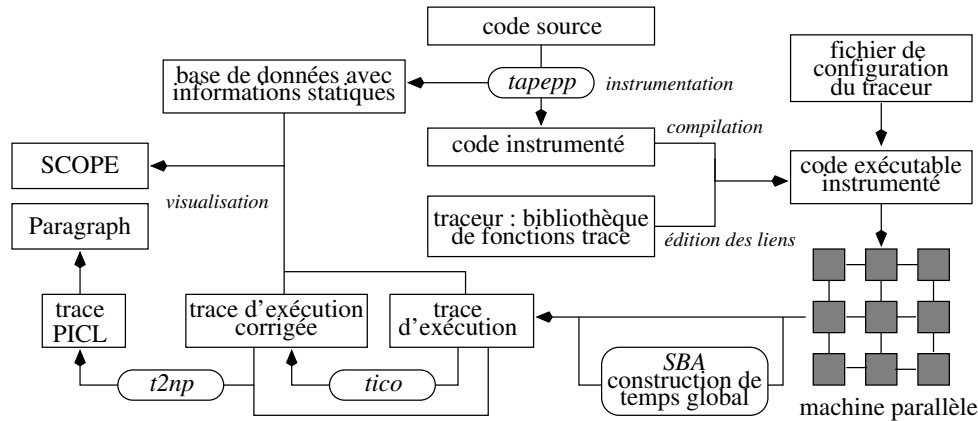 code source
tapepp
instrumentation
base de données avec
informations statiques
fichier de
configuration
du traceur
code instrumenté
compilation
SCOPE
visualisation
code exécutable
instrumenté
Paragraph
traceur : bibliothèque
de fonctions trace
édition des liens
trace
PICL
trace d'exécution
corrigée
trace
d'exécution
t2np
tico
SBA
construction de
temps global
machine parallèle